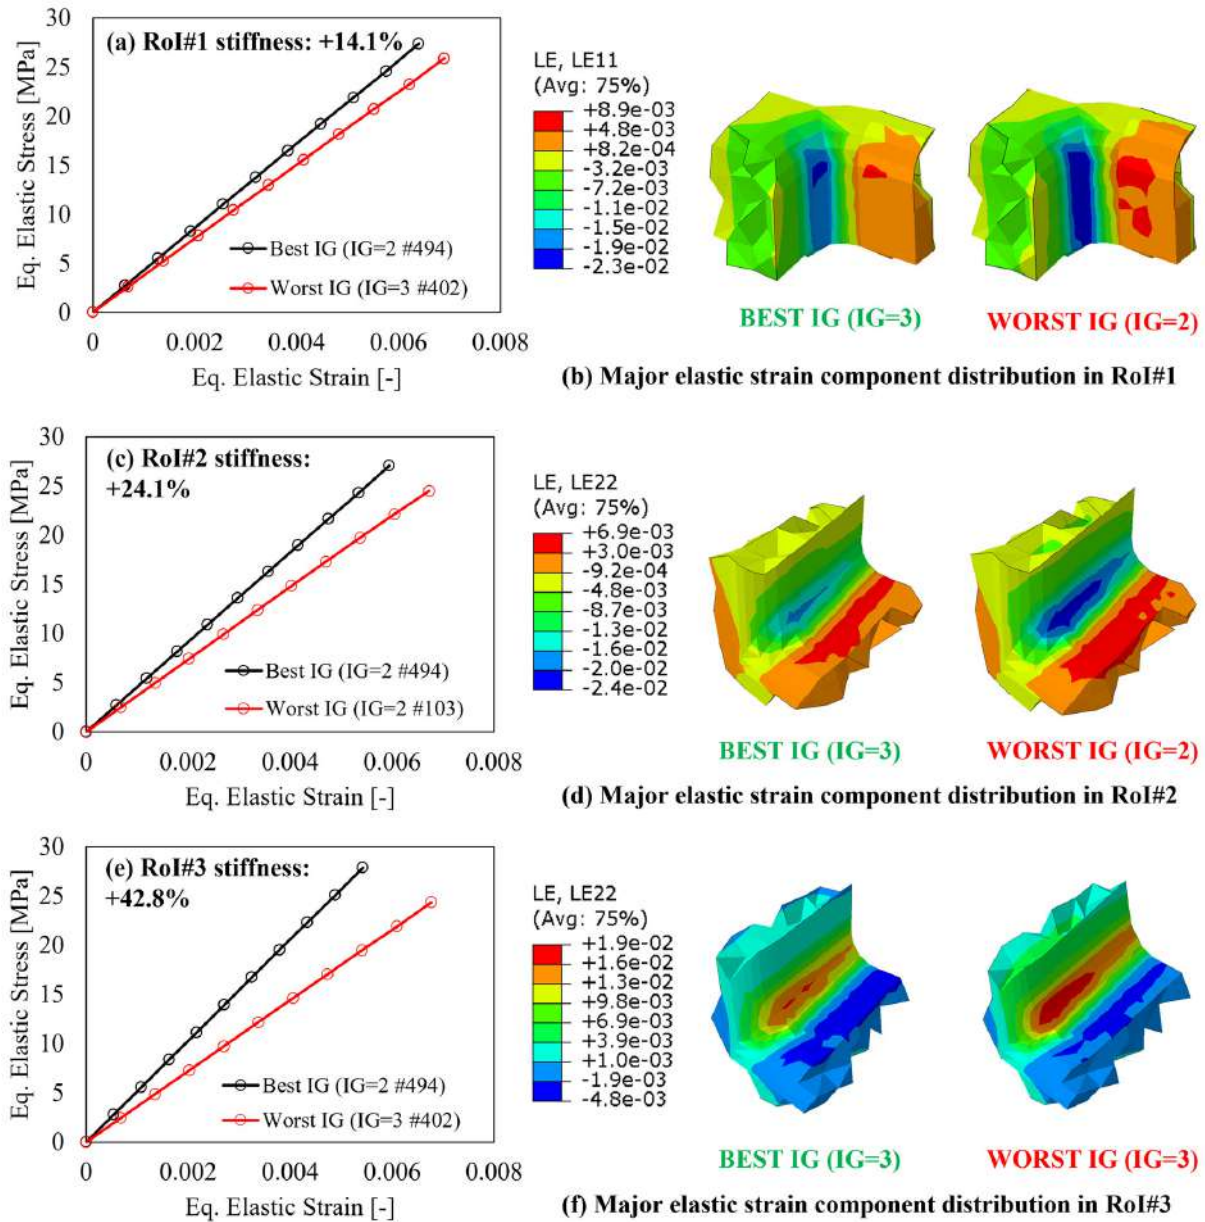 (a) RoI#1 stiffness: +14.1%
Eq. Elastic Stress [MPa]
30
25
20
15
10
5
0
Best IG (IG=2 #494)
Worst IG (IG=3 #402)
0 0.002 0.004 0.006 0.008
Eq. Elastic Strain [-]
LE, LE11
(Avg: 75%)
+8.9e-03
+4.8e-03
+8.2e-04
-3.2e-03
-7.2e-03
-1.1e-02
-1.5e-02
-1.9e-02
-2.3e-02
BEST IG (IG=3)
WORST IG (IG=2)
(b) Major elastic strain component distribution in RoI#1
(c) RoI#2 stiffness:
+24.1%
Eq. Elastic Stress [MPa]
30
25
20
15
10
5
0
Best IG (IG=2 #494)
Worst IG (IG=2 #103)
0 0.002 0.004 0.006 0.008
Eq. Elastic Strain [-]
LE, LE22
(Avg: 75%)
+6.9e-03
+3.0e-03
-9.2e-04
-4.8e-03
-8.7e-03
-1.3e-02
-1.6e-02
-2.0e-02
-2.4e-02
BEST IG (IG=3)
WORST IG (IG=2)
(d) Major elastic strain component distribution in RoI#2
(e) RoI#3 stiffness:
+42.8%
Eq. Elastic Stress [MPa]
30
25
20
15
10
5
0
Best IG (IG=2 #494)
Worst IG (IG=3 #402)
0 0.002 0.004 0.006 0.008
Eq. Elastic Strain [-]
LE, LE22
(Avg: 75%)
+1.9e-02
+1.6e-02
+1.3e-02
+9.8e-03
+6.9e-03
+3.9e-03
+1.0e-03
-1.9e-03
-4.8e-03
BEST IG (IG=3)
WORST IG (IG=3)
(f) Major elastic strain component distribution in RoI#3